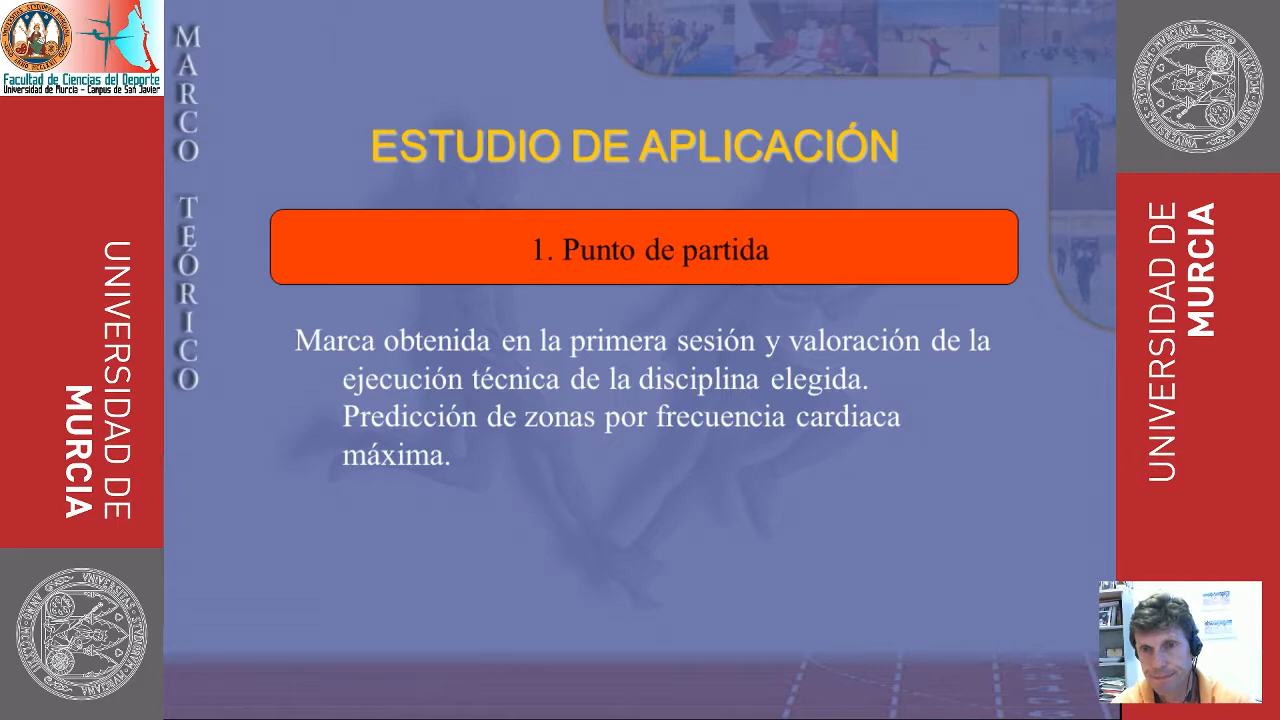 Facultad de Ciencias del Deporte
Universidad de Murcia - Campus de San Javier
MARCO TEÓRICO
ESTUDIO DE APLICACIÓN
1. Punto de partida
Marca obtenida en la primera sesión y valoración de la
ejecución técnica de la disciplina elegida.
Predicción de zonas por frecuencia cardiaca
máxima.
UNIVERSIDAD DE
MURCIA
UNIVERSIDAD DE
MURCIA